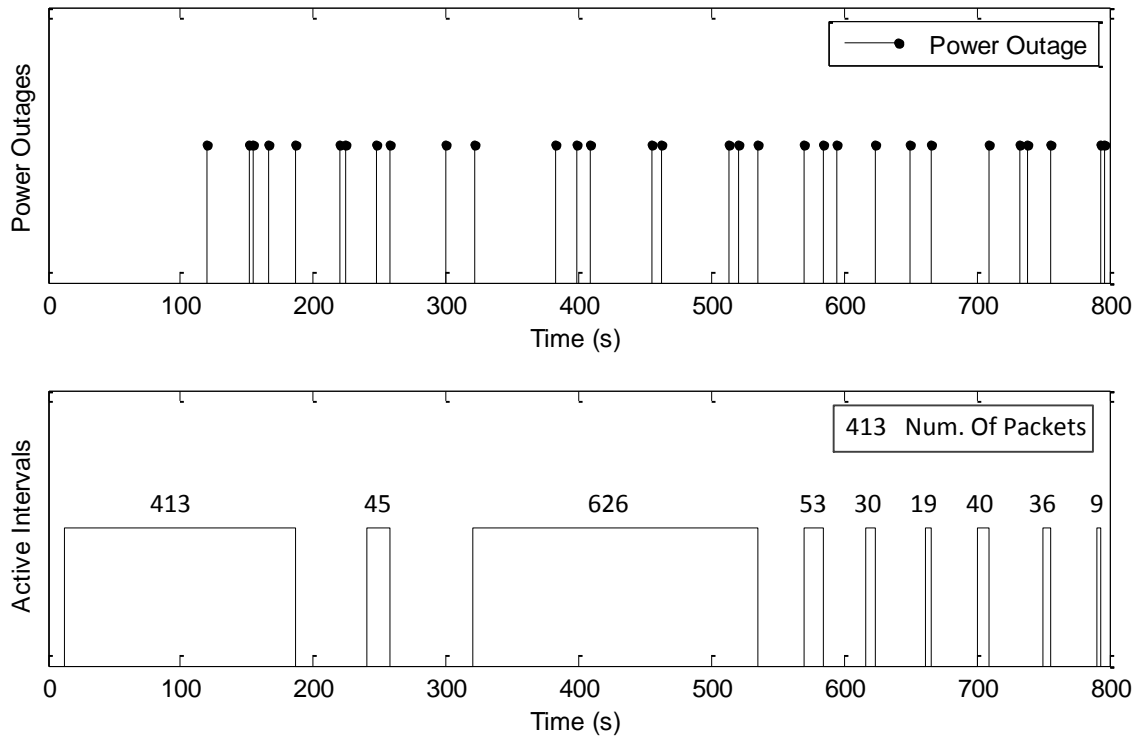 Power Outage
Power Outages
0 100 200 300 400 500 600 700 800
Time (s)
413 Num. Of Packets
413 45 626 53 30 19 40 36 9
Active Intervals
0 100 200 300 400 500 600 700 800
Time (s)